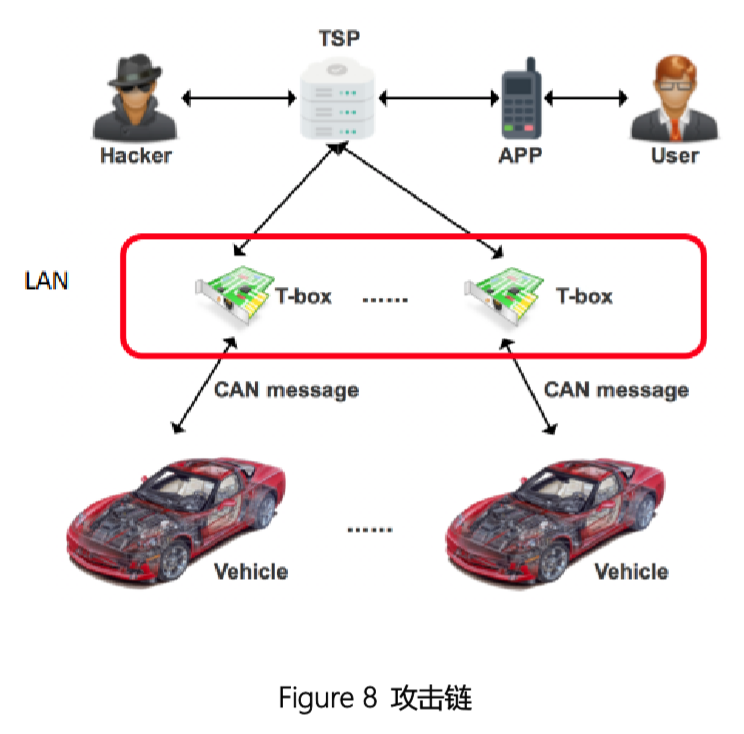 TSP
Hacker
APP
User
LAN
T-box
......
T-box
CAN message
CAN message
......
Vehicle
Vehicle
Figure 8 攻击链